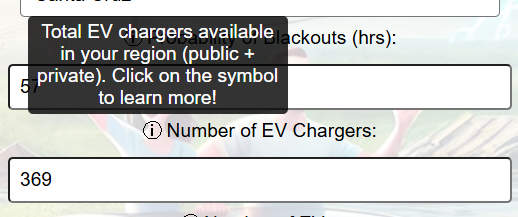 Total EV chargers available
in your region (public +
private). Click on the symbol
to learn more!
Blackouts (hrs):
57
ⓘ Number of EV Chargers:
369